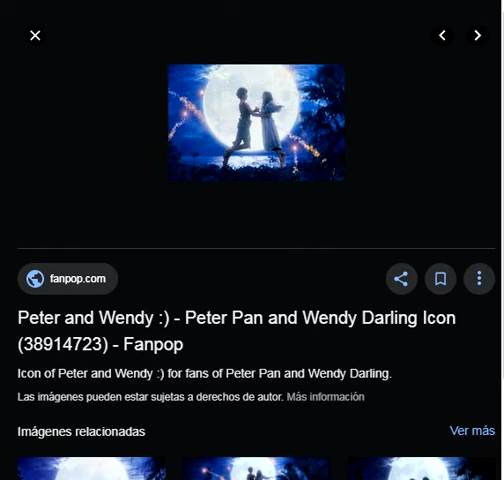 fanpop.com
Peter and Wendy :) - Peter Pan and Wendy Darling Icon
(38914723) - Fanpop
Icon of Peter and Wendy :) for fans of Peter Pan and Wendy Darling.
Las imágenes pueden estar sujetas a derechos de autor. Más información
Imágenes relacionadas
Ver más